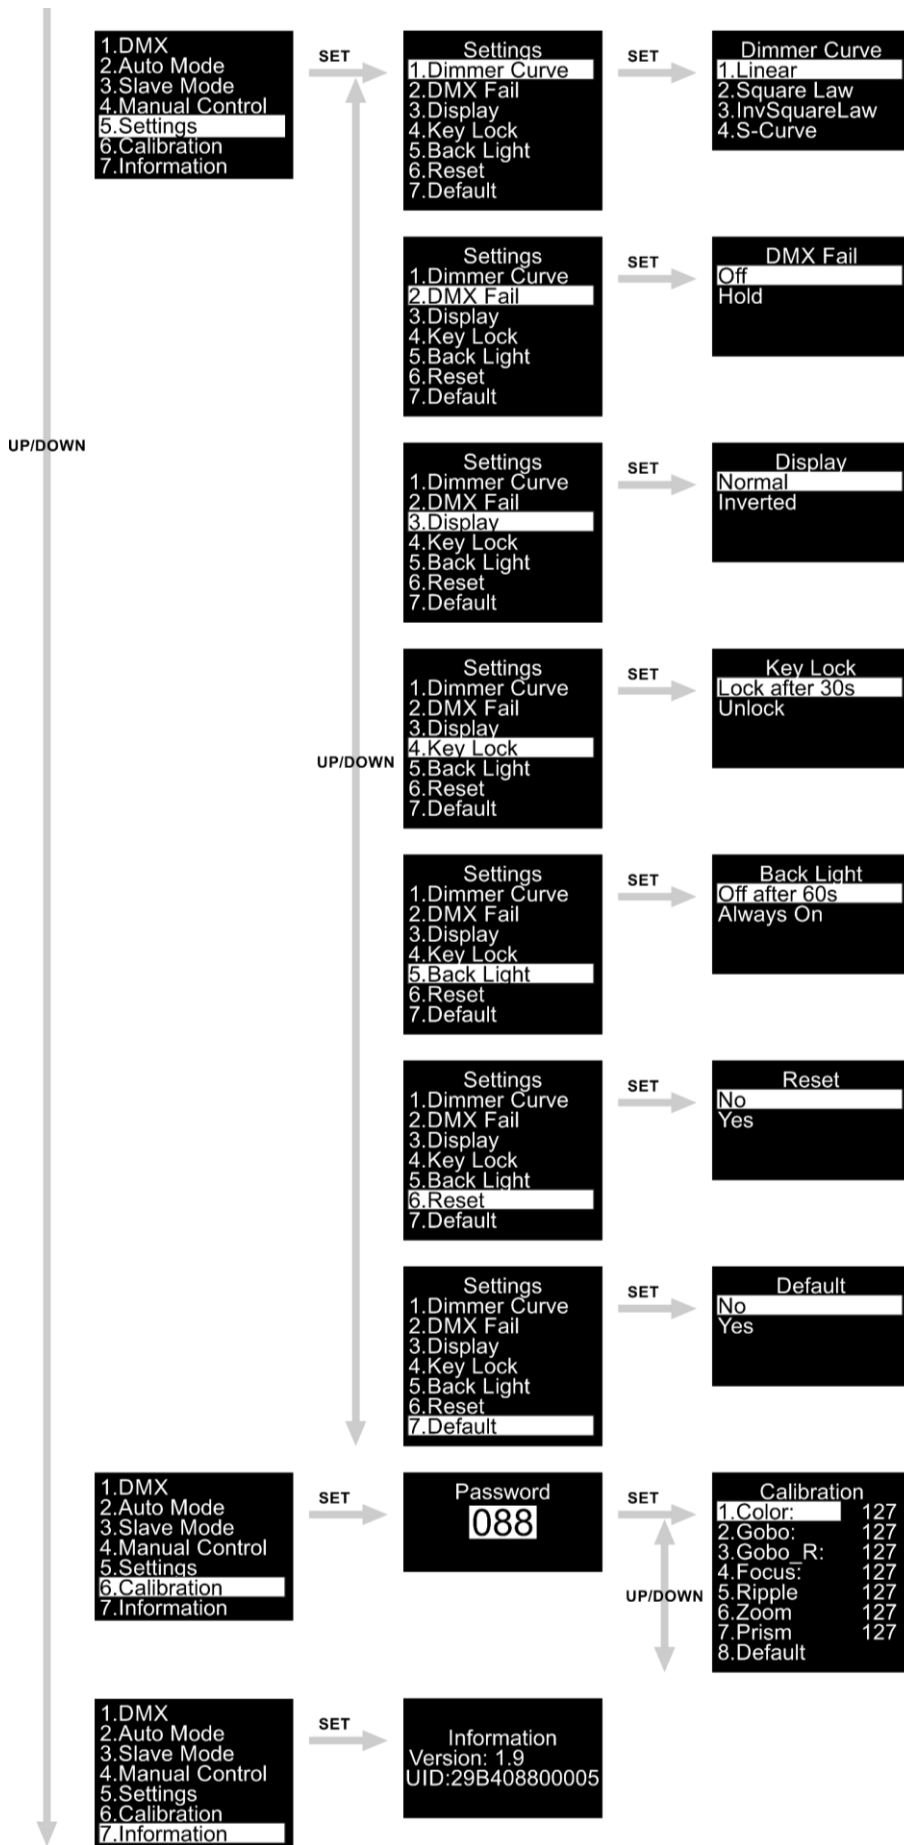 1.DMX
2.Auto Mode
3.Slave Mode
4.Manual Control
5.Settings
6.Calibration
7.Information
SET
Settings
1.Dimmer Curve
2.DMX Fail
3.Display
4.Key Lock
5.Back Light
6.Reset
7.Default
SET
Dimmer Curve
1.Linear
2.Square Law
3.InvSquareLaw
4.S-Curve
Settings
1.Dimmer Curve
2.DMX Fail
3.Display
4.Key Lock
5.Back Light
6.Reset
7.Default
SET
DMX Fail
Off
Hold
UP/DOWN
Settings
1.Dimmer Curve
2.DMX Fail
3.Display
4.Key Lock
5.Back Light
6.Reset
7.Default
SET
Display
Normal
Inverted
UP/DOWN
Settings
1.Dimmer Curve
2.DMX Fail
3.Display
4.Key Lock
5.Back Light
6.Reset
7.Default
SET
Key Lock
Lock after 30s
Unlock
Settings
1.Dimmer Curve
2.DMX Fail
3.Display
4.Key Lock
5.Back Light
6.Reset
7.Default
SET
Back Light
Off after 60s
Always On
Settings
1.Dimmer Curve
2.DMX Fail
3.Display
4.Key Lock
5.Back Light
6.Reset
7.Default
SET
Reset
No
Yes
Settings
1.Dimmer Curve
2.DMX Fail
3.Display
4.Key Lock
5.Back Light
6.Reset
7.Default
SET
Default
No
Yes
1.DMX
2.Auto Mode
3.Slave Mode
4.Manual Control
5.Settings
6.Calibration
7.Information
SET
Password
088
SET
UP/DOWN
Calibration
1.Color: 127
2.Gobo: 127
3.Gobo_R: 127
4.Focus: 127
5.Ripple 127
6.Zoom 127
7.Prism 127
8.Default
1.DMX
2.Auto Mode
3.Slave Mode
4.Manual Control
5.Settings
6.Calibration
7.Information
SET
Information
Version: 1.9
UID:29B408800005